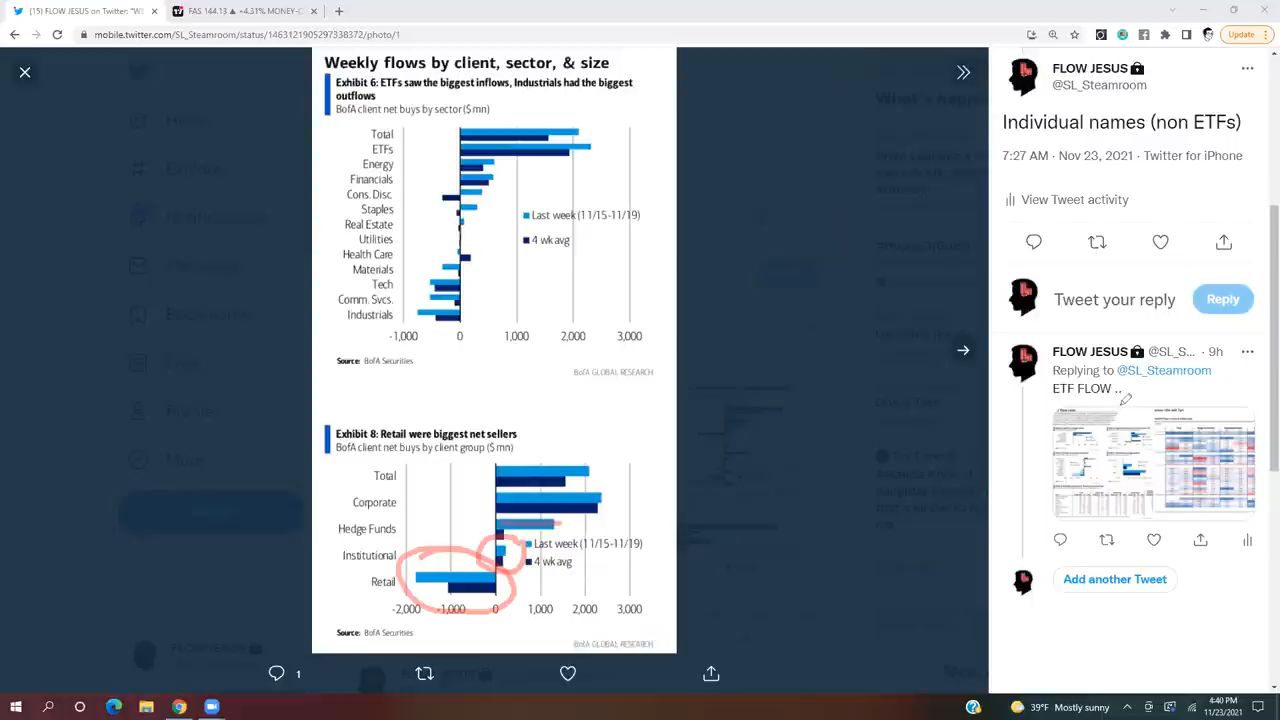 (15) FLOW JESUS on Twitter: "WE
FAS 144.13 ▲ +4.31% MONEY-C
mobile.twitter.com/SL_Steamroom/status/1463121905297338372/photo/1
Update
Weekly flows by client, sector, & size
Exhibit 6: ETFs saw the biggest inflows, Industrials had the biggest
outflows
BofA client net buys by sector ($ mn)
Total
ETFs
Energy
Financials
Cons. Disc.
Staples
Real Estate
Utilities
Health Care
Materials
Tech
Comm. Svcs.
Industrials
Last week (11/15-11/19)
4 wk avg
-1,000 0 1,000 2,000 3,000
Source: BofA Securities
BofA GLOBAL RESEARCH
Exhibit 8: Retail were biggest net sellers
BofA client net buys by client group ($ mn)
Total
Corporate
Hedge Funds
Institutional
Retail
Last week (11/15-11/19)
4 wk avg
-2,000 -1,000 0 1,000 2,000 3,000
Source: BofA Securities
BofA GLOBAL RESEARCH
1
FLOW JESUS
@SL_Steamroom
Individual names (non ETFs)
7:27 AM · Nov 23, 2021 · Twitter for iPhone
View Tweet activity
Tweet your reply
Reply
FLOW JESUS @SL_S... · 9h
Replying to @SL_Steamroom
ETF FLOW ..
Add another Tweet
39°F Mostly sunny
4:40 PM
11/23/2021